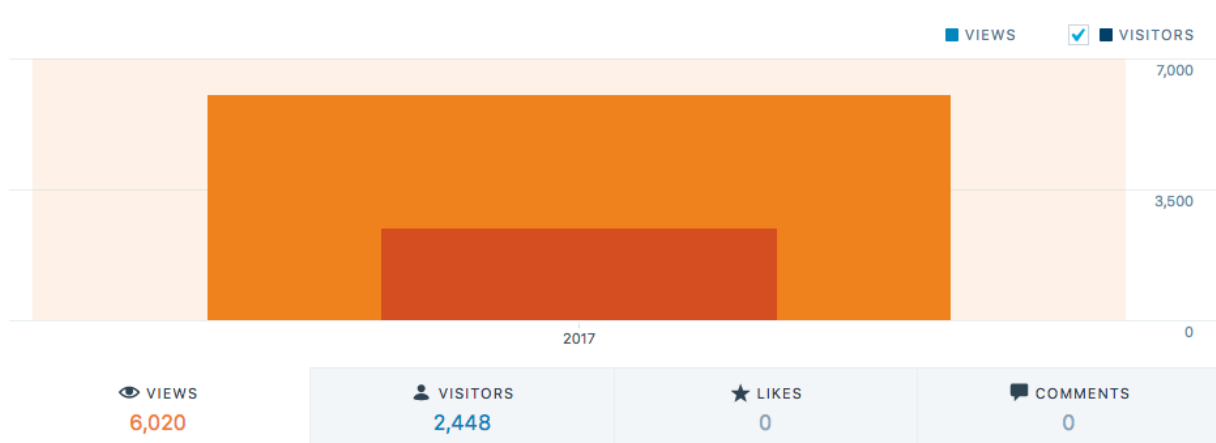 VIEWS VISITORS
7,000
3,500
0
2017
VIEWS VISITORS LIKES COMMENTS
6,020 2,448 0 0